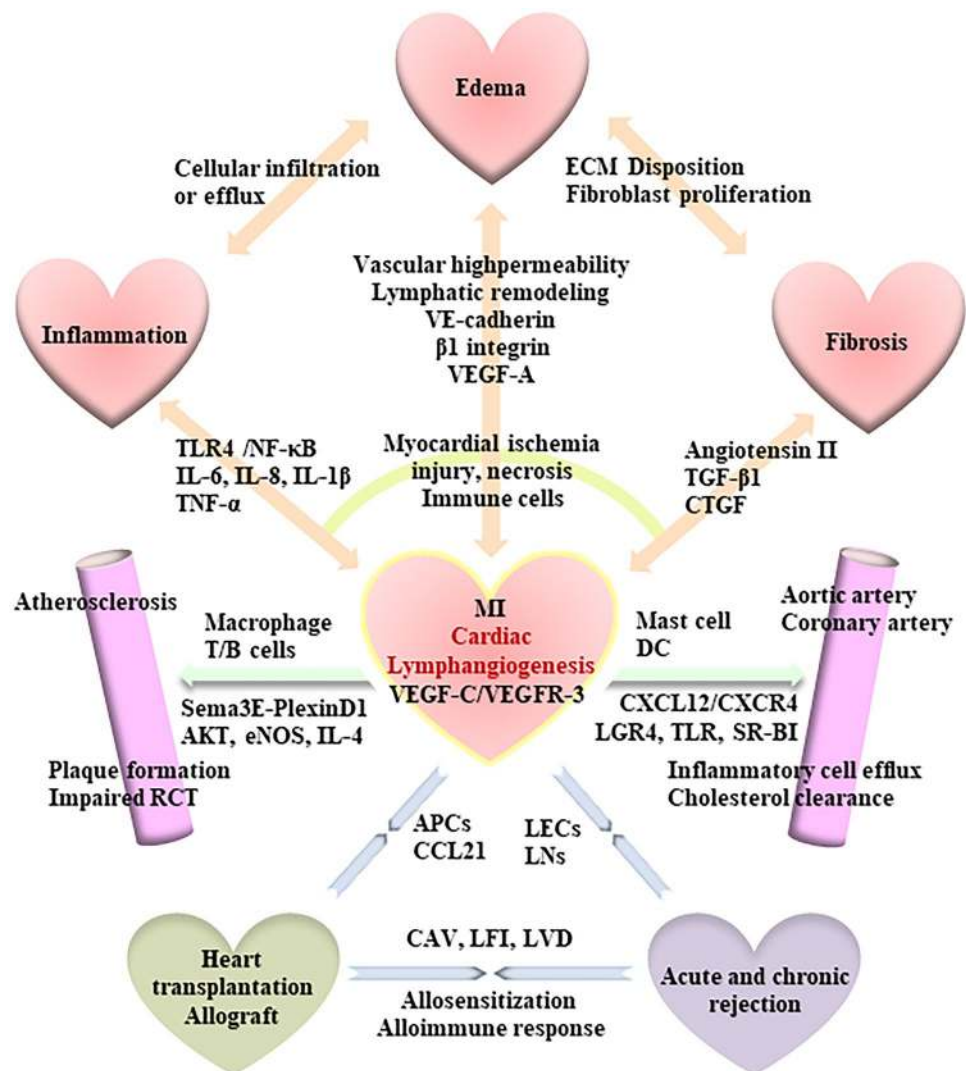 Edema
Cellular infiltration
or efflux
ECM Disposition
Fibroblast proliferation
Vascular highpermeability
Lymphatic remodeling
VE-cadherin
β1 integrin
VEGF-A
Inflammation
Fibrosis
TLR4 /NF-κB
IL-6, IL-8, IL-1β
TNF-α
Myocardial ischemia
injury, necrosis
Immune cells
Angiotensin II
TGF-β1
CTGF
Atherosclerosis
Macrophage
T/B cells
MI
Cardiac
Lymphangiogenesis
VEGF-C/VEGFR-3
Mast cell
DC
Aortic artery
Coronary artery
Sema3E-PlexinD1
AKT, eNOS, IL-4
CXCL12/CXCR4
LGR4, TLR, SR-BI
Plaque formation
Impaired RCT
Inflammatory cell efflux
Cholesterol clearance
APCs
CCL21
LECs
LNs
Heart
transplantation
Allograft
CAV, LFI, LVD
Allosensitization
Alloimmune response
Acute and chronic
rejection